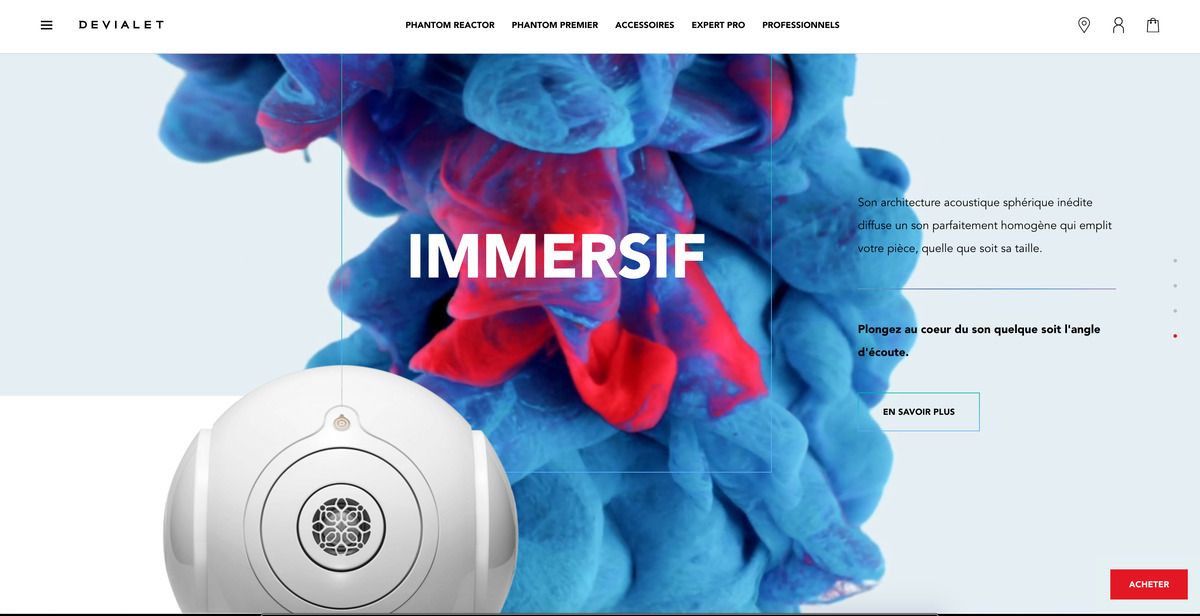 DEVIALET
PHANTOM REACTOR
PHANTOM PREMIER
ACCESSOIRES
EXPERT PRO
PROFESSIONNELS
IMMERSIF
Son architecture acoustique sphérique inédite
diffuse un son parfaitement homogène qui emplit
votre pièce, quelle que soit sa taille.
Plongez au coeur du son quelque soit l'angle
d'écoute.
EN SAVOIR PLUS
ACHETER